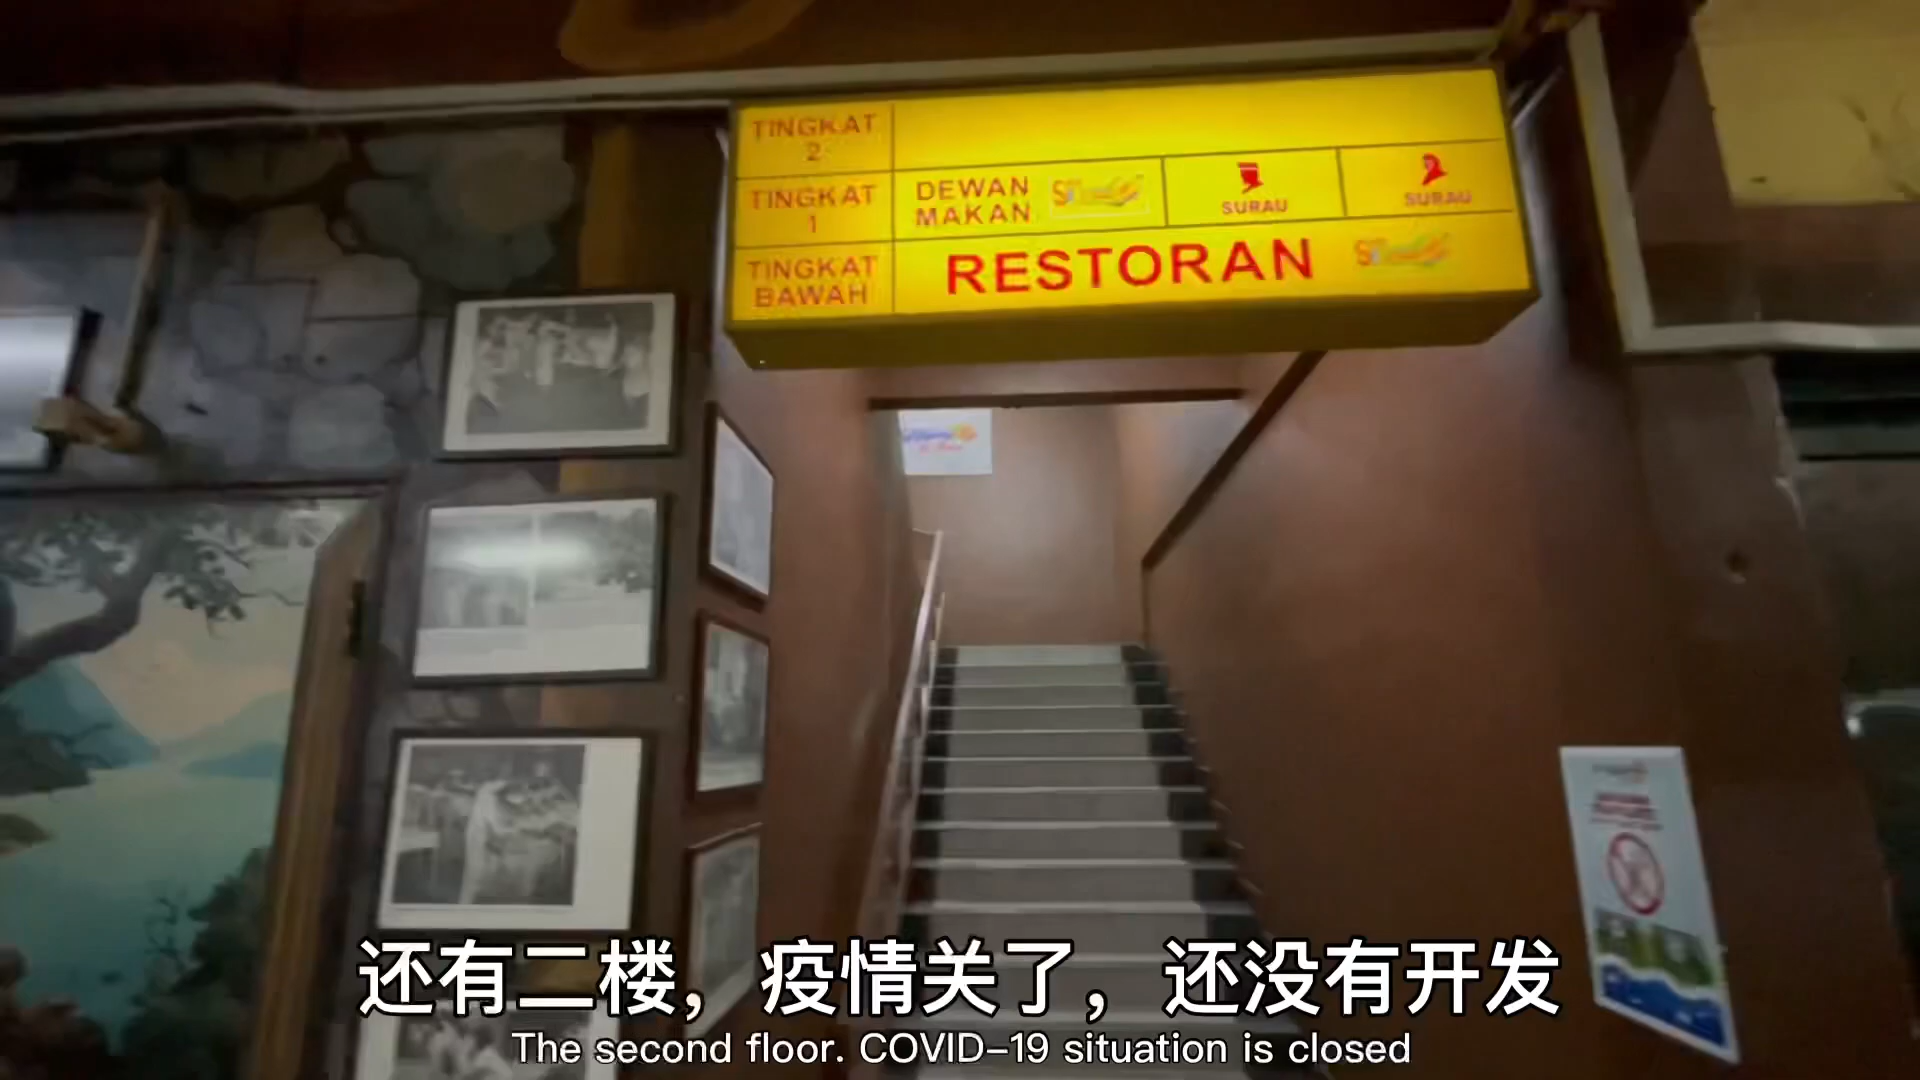 TINGKAT
2
TINGKAT
1
DEWAN
MAKAN
SURAU
SURAU
TINGKAT
BAWAH
RESTORAN
还有二楼，疫情关了，还没有开发
The second floor. COVID-19 situation is closed